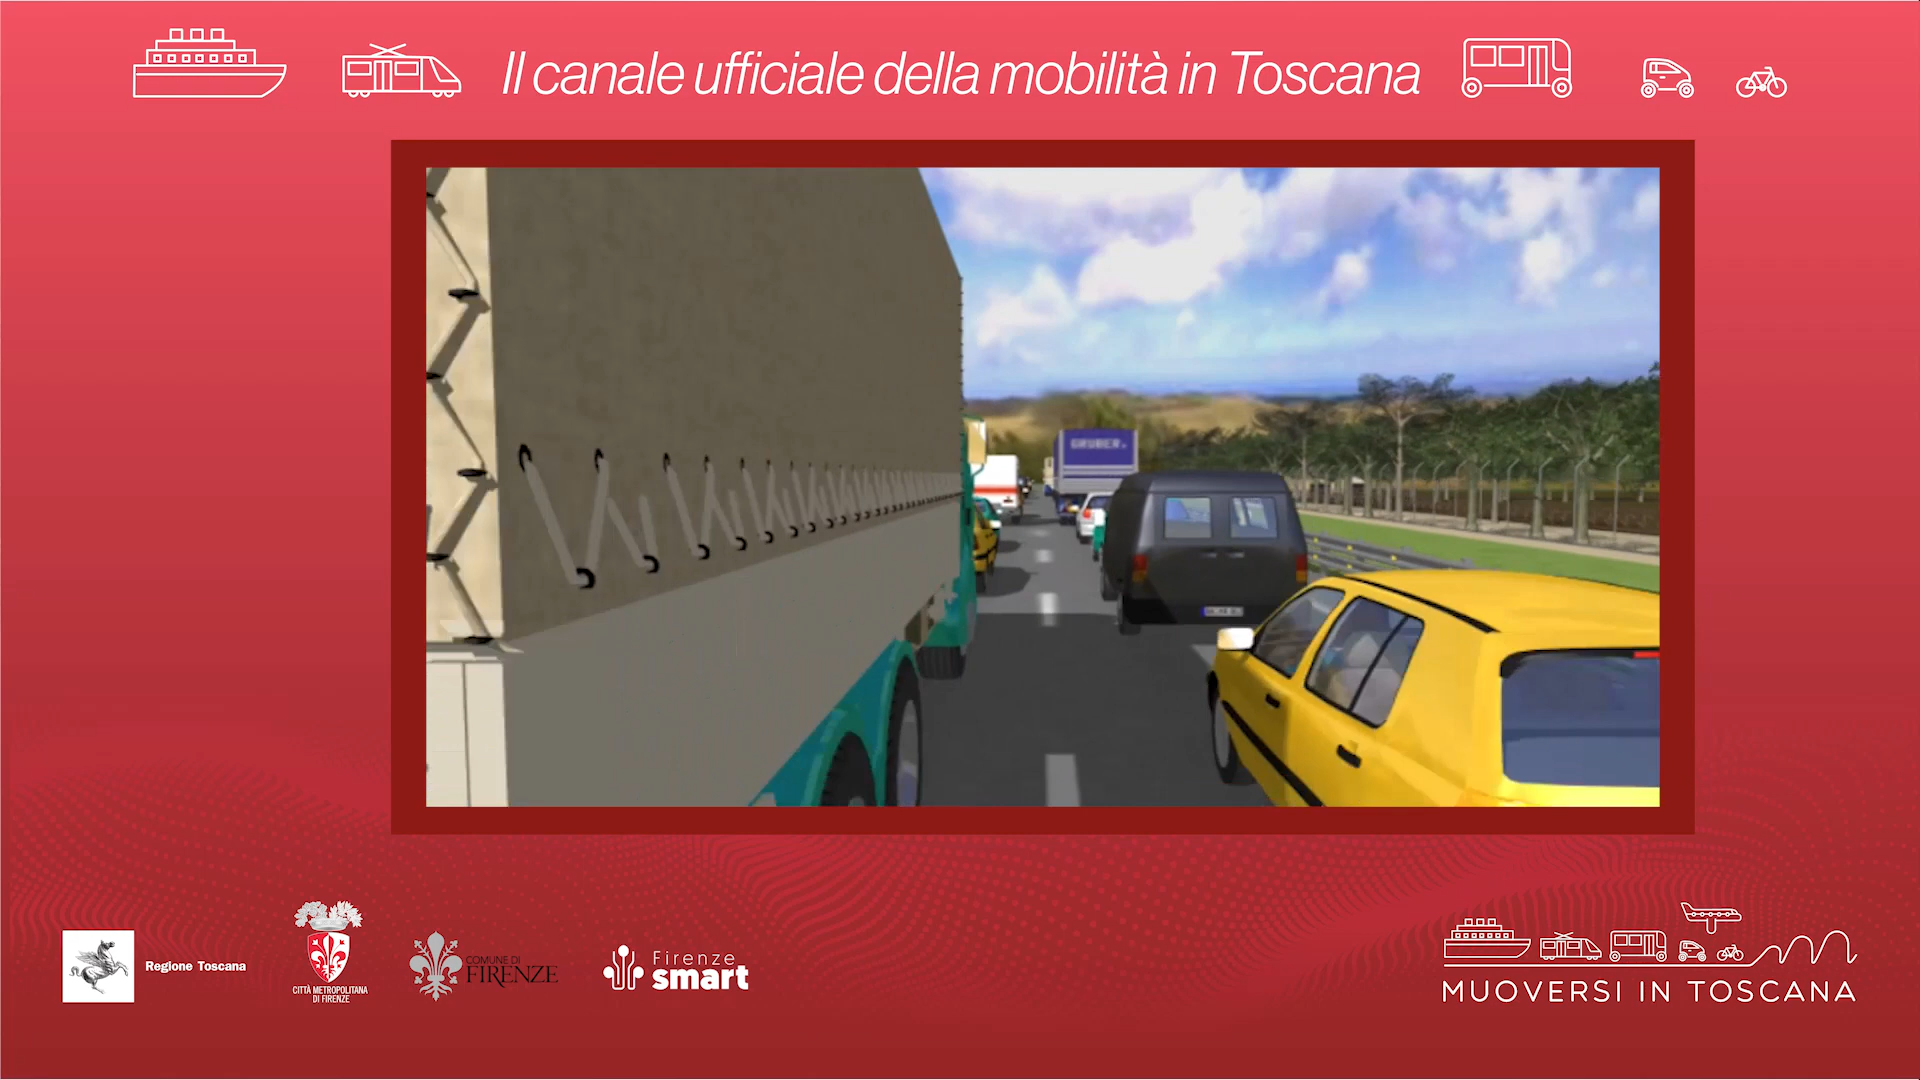 Il canale ufficiale della mobilità in Toscana
GRUBER
Regione Toscana
CITTÀ METROPOLITANA
DI FIRENZE
COMUNE DI
FIRENZE
Firenze
smart
MUOVERSI IN TOSCANA